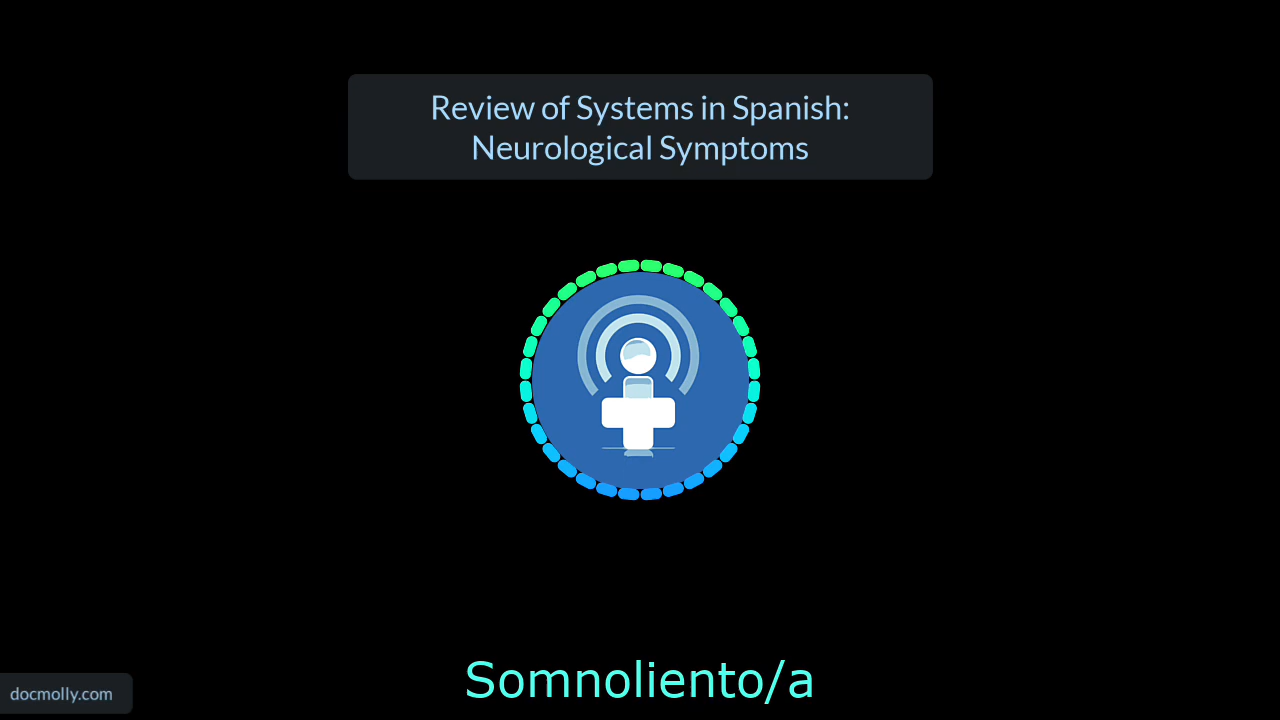 Review of Systems in Spanish:
Neurological Symptoms
Somnoliento/a
docmolly.com